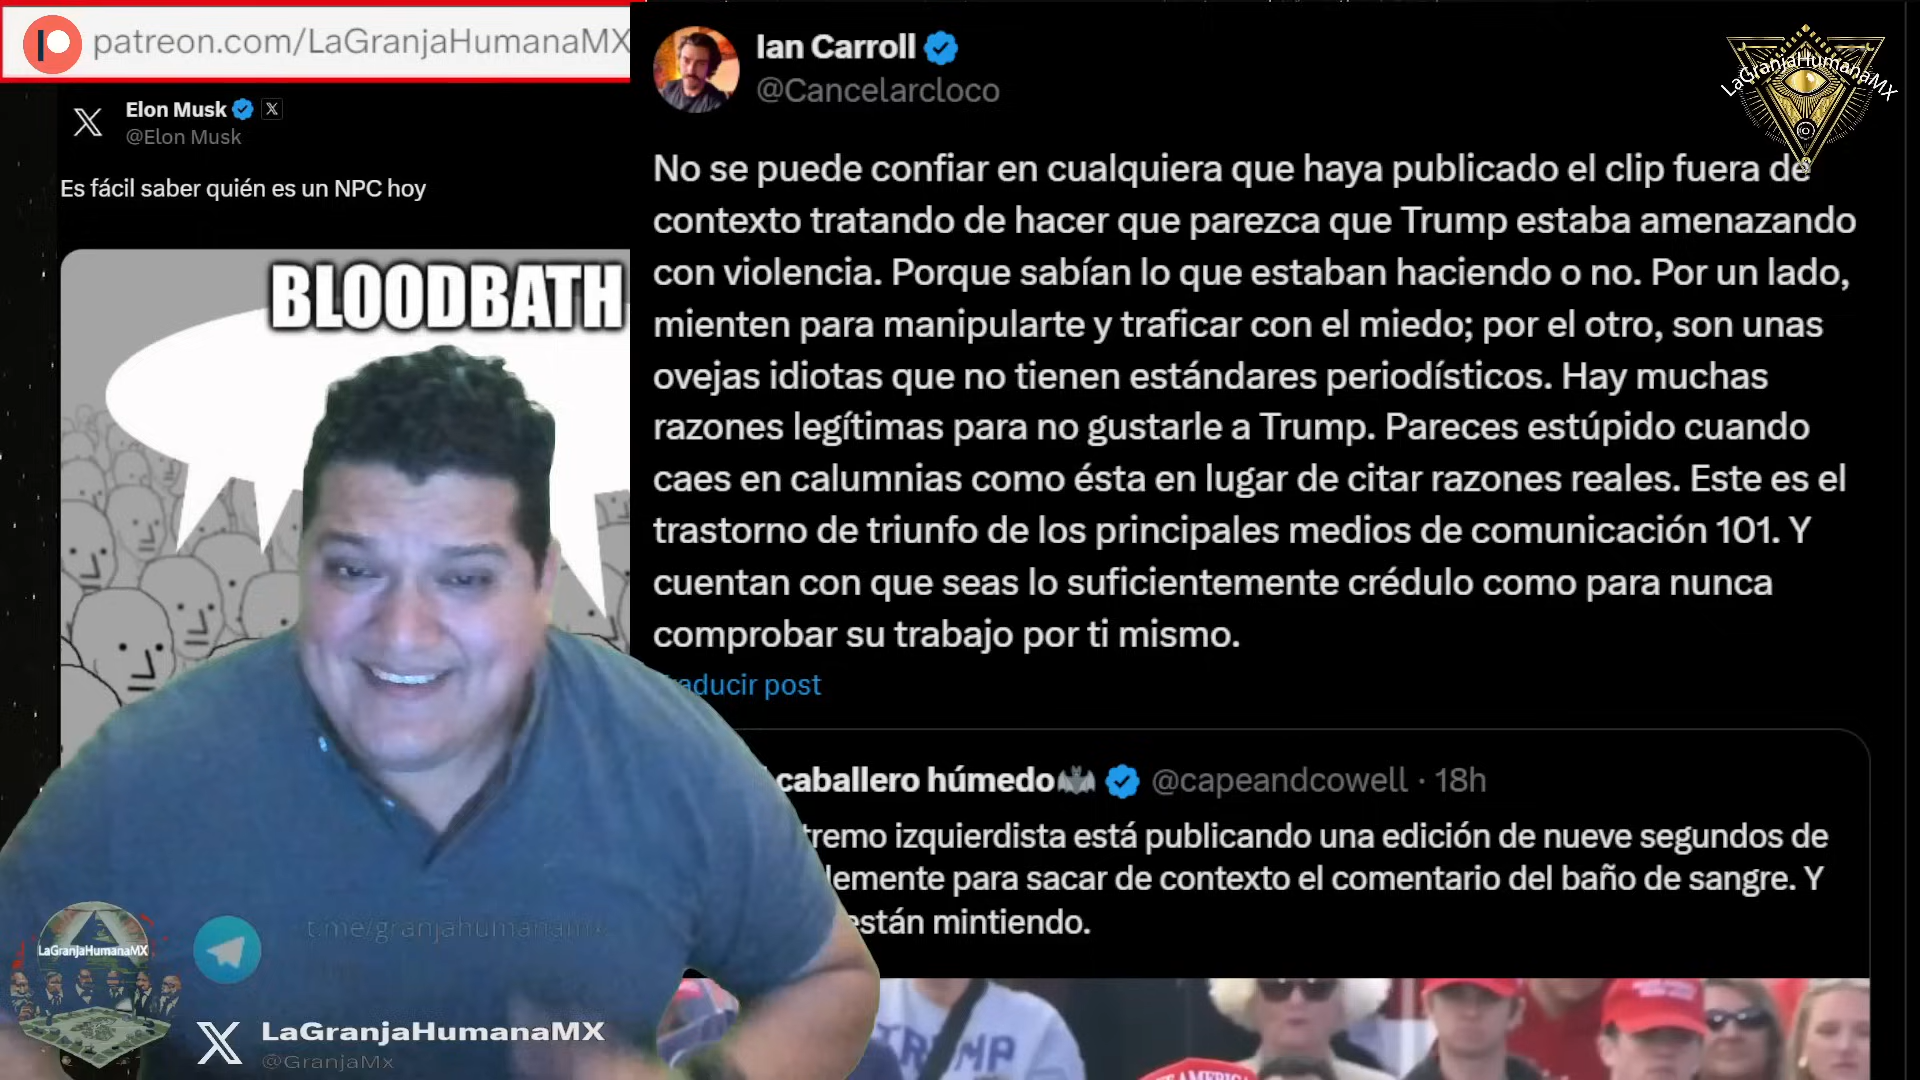 patreon.com/LaGranjaHumanaMX
Elon Musk
@Elon Musk
Es fácil saber quién es un NPC hoy
BLOODBATH
Ian Carroll
@Cancelarcloco
No se puede confiar en cualquiera que haya publicado el clip fuera de
contexto tratando de hacer que parezca que Trump estaba amenazando
con violencia. Porque sabían lo que estaban haciendo o no. Por un lado,
mienten para manipularte y traficar con el miedo; por el otro, son unas
ovejas idiotas que no tienen estándares periodísticos. Hay muchas
razones legítimas para no gustarle a Trump. Pareces estúpido cuando
caes en calumnias como ésta en lugar de citar razones reales. Este es el
trastorno de triunfo de los principales medios de comunicación 101. Y
cuentan con que seas lo suficientemente crédulo como para nunca
comprobar su trabajo por ti mismo.
aducir post
caballero húmedo @capeandcowell · 18h
tremo izquierdista está publicando una edición de nueve segundos de
lemente para sacar de contexto el comentario del baño de sangre. Y
están mintiendo.
LaGranjaHumanaMX
LaGranjaHumanaMX
t.me/granjahumanamx
LaGranjaHumanaMX
@GranjaMx
TRUMP